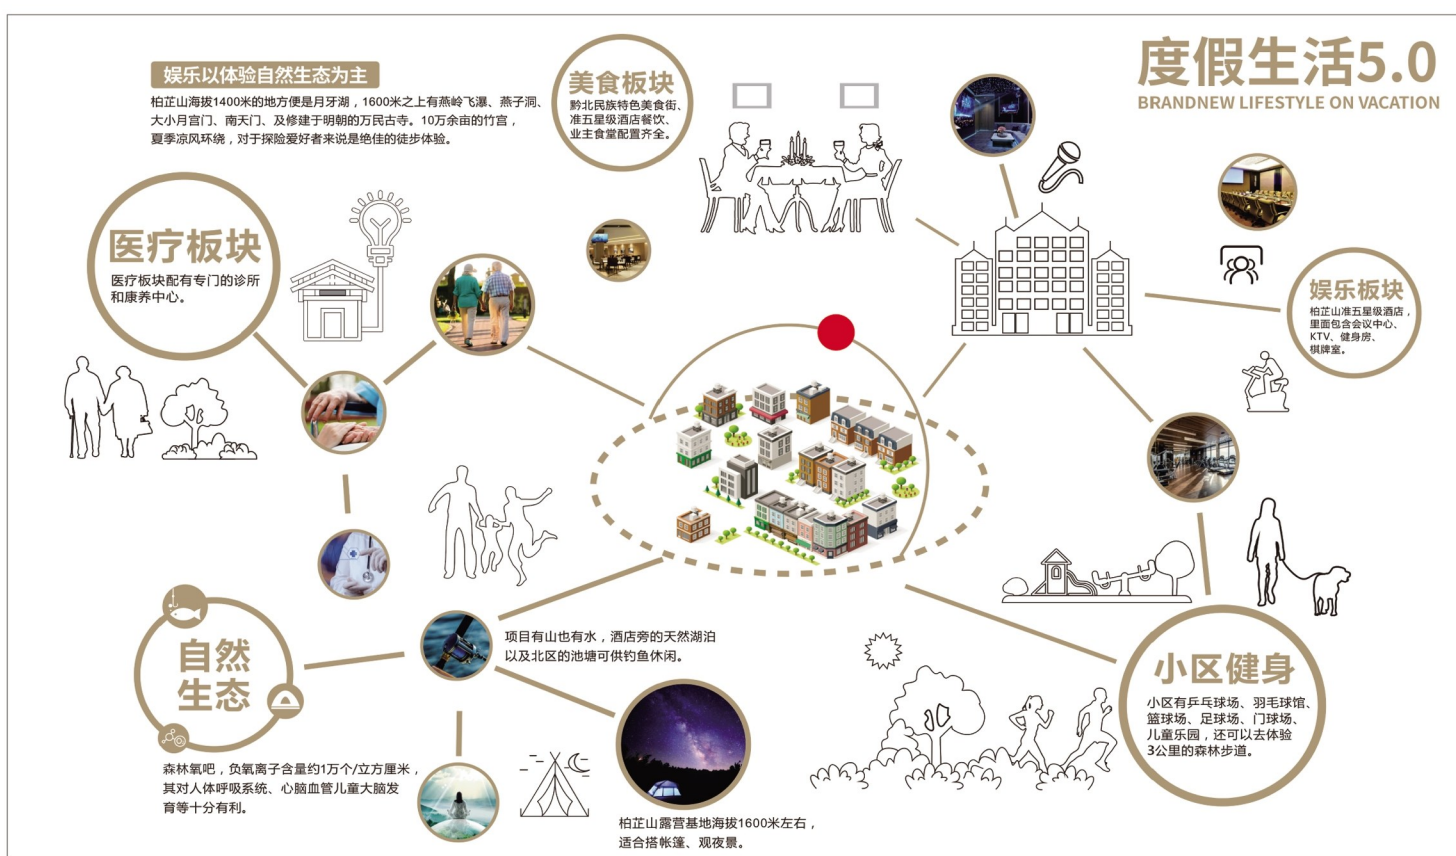 度假生活5.0
BRANDNEW LIFESTYLE ON VACATION
娱乐以体验自然生态为主
柏芷山海拔1400米的地方便是月牙湖，1600米之上有燕岭飞瀑、燕子洞、
大小月宫门、南天门、及修建于明朝的万民古寺。10万余亩的竹宫，
夏季凉风环绕，对于探险爱好者来说是绝佳的徒步体验。
美食板块
黔北民族特色美食街、
准五星级酒店餐饮、
业主食堂配置齐全。
医疗板块
医疗板块配有专门的诊所
和康养中心。
娱乐板块
柏芷山准五星级酒店，
里面包含会议中心、
KTV、健身房、
棋牌室。
自然
生态
森林氧吧，负氧离子含量约1万个/立方厘米，
其对人体呼吸系统、心脑血管儿童大脑发
育等十分有利。
项目有山也有水，酒店旁的天然湖泊
以及北区的池塘可供钓鱼休闲。
柏芷山露营基地海拔1600米左右，
适合搭帐篷、观夜景。
小区健身
小区有乒乓球场、羽毛球馆、
篮球场、足球场、门球场、
儿童乐园，还可以去体验
3公里的森林步道。